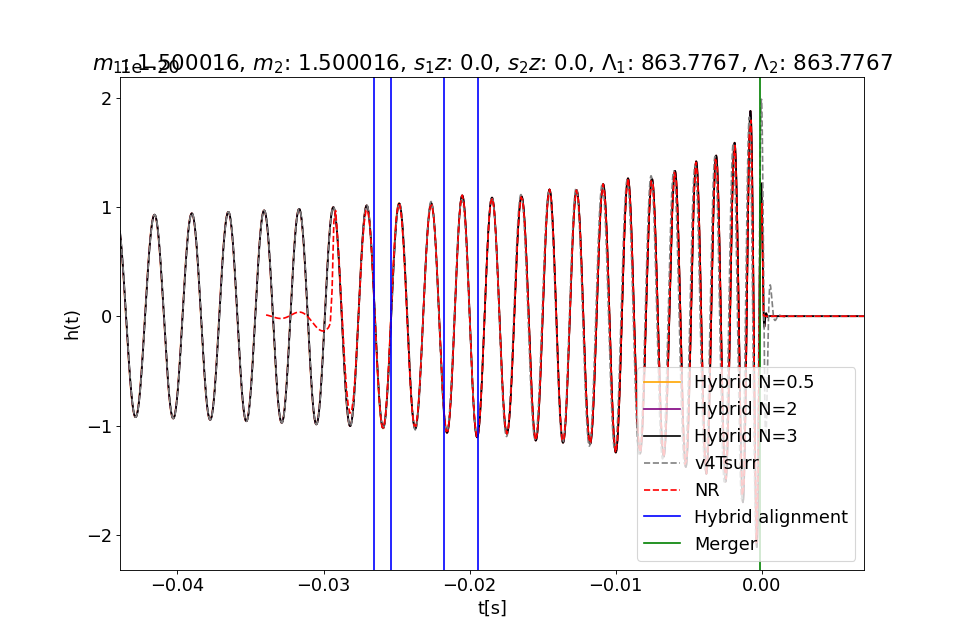 m₁: 1.500016, m₂: 1.500016, s₁z: 0.0, s₂z: 0.0, Λ₁: 863.7767, Λ₂: 863.7767
1e−20
2
1
0
−1
−2
h(t)
−0.04 −0.03 −0.02 −0.01 0.00
t[s]
Hybrid N=0.5
Hybrid N=2
Hybrid N=3
v4Tsurr
NR
Hybrid alignment
Merger